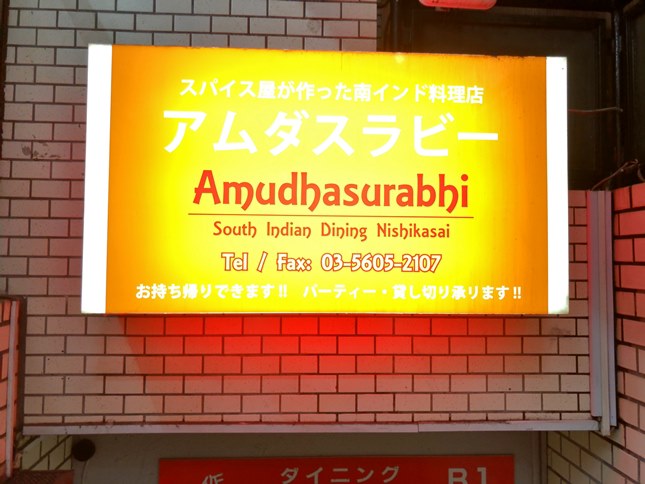 スパイス屋が作った南インド料理店
アムダスラビー
Amudhasurabhi
South Indian Dining Nishikasai
Tel / Fax: 03-5605-2107
お持ち帰りできます!! パーティー・貸し切り承ります!!
ダイニング B1